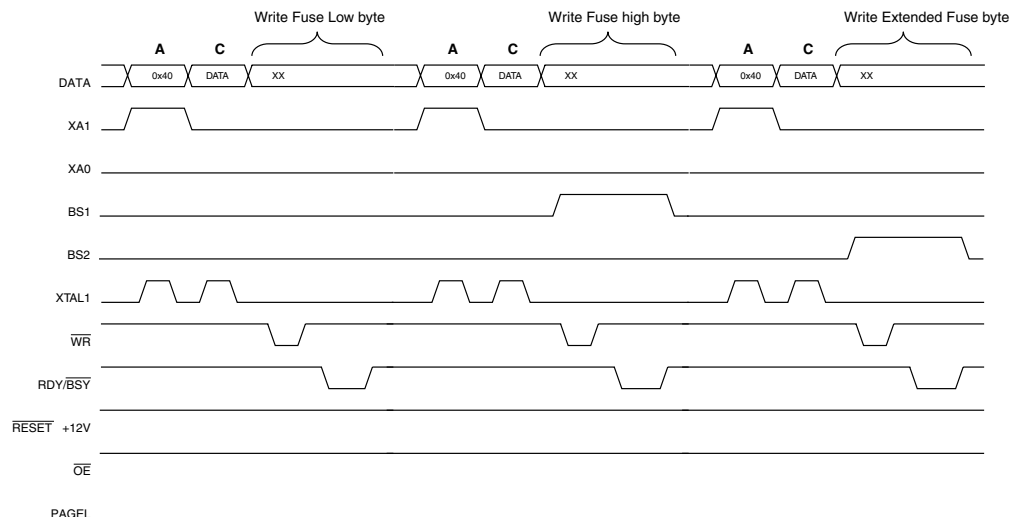 Write Fuse Low byte Write Fuse high byte Write Extended Fuse byte
A C A C A C
DATA 0x40 DATA XX 0x40 DATA XX 0x40 DATA XX
XA1
XA0
BS1
BS2
XTAL1
WR
RDY/BSY
RESET +12V
OE
PAGEL